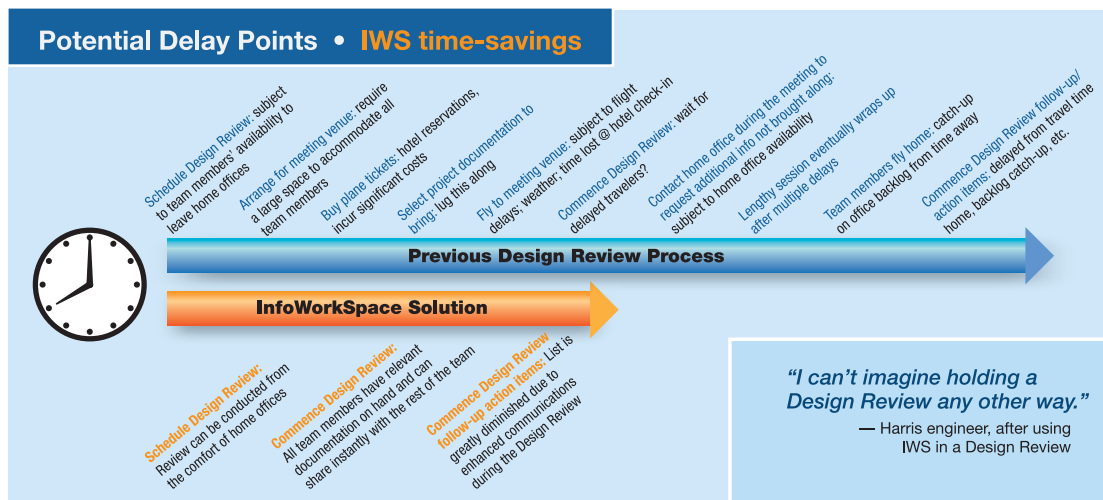 Potential Delay Points • IWS time-savings
Schedule Design Review: subject
to team members' availability to
leave home offices
Arrange for meeting venue: require
a large space to accommodate all
team members
Buy plane tickets: hotel reservations,
incur significant costs
Select project documentation to
bring: lug this along
Fly to meeting venue: subject to flight
delays; weather; time lost @ hotel check-in
Commence Design Review: wait for
delayed travelers?
Contact home office during the meeting to
request additional info not brought along:
subject to home office availability
Lengthy session eventually wraps up
after multiple delays
Team members fly home: catch-up
on office backlog from time away
Commence Design Review follow-up/
action items: delayed from travel time
home, backlog catch-up, etc.
Previous Design Review Process
InfoWorkSpace Solution
Schedule Design Review:
Review can be conducted from
the comfort of home offices
Commence Design Review:
All team members have relevant
documentation on hand and can
share instantly with the rest of the team
Commence Design Review
follow-up action items: List is
greatly diminished due to
enhanced communications
during the Design Review
"I can't imagine holding a
Design Review any other way."
— Harris engineer, after using
IWS in a Design Review